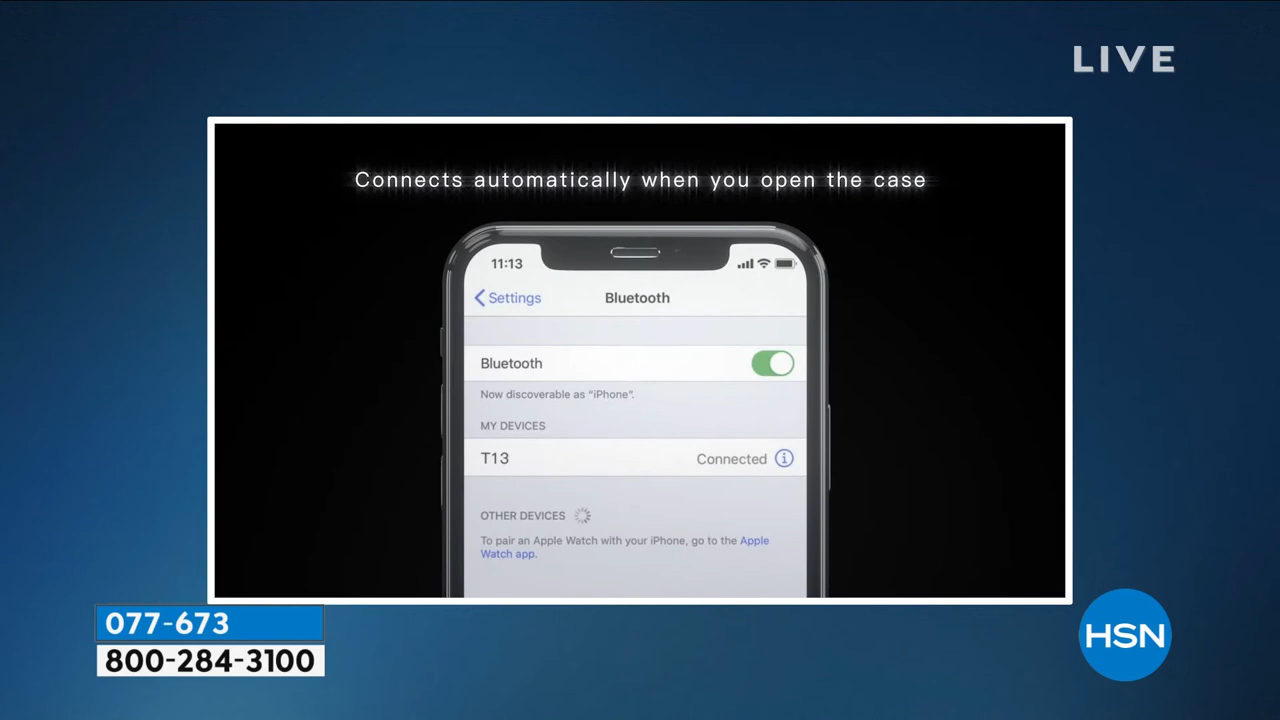 LIVE
Connects automatically when you open the case
11:13
Settings
Bluetooth
Bluetooth
Now discoverable as “iPhone”.
MY DEVICES
T13
Connected
OTHER DEVICES
To pair an Apple Watch with your iPhone, go to the Apple
Watch app.
077-673
800-284-3100
HSN